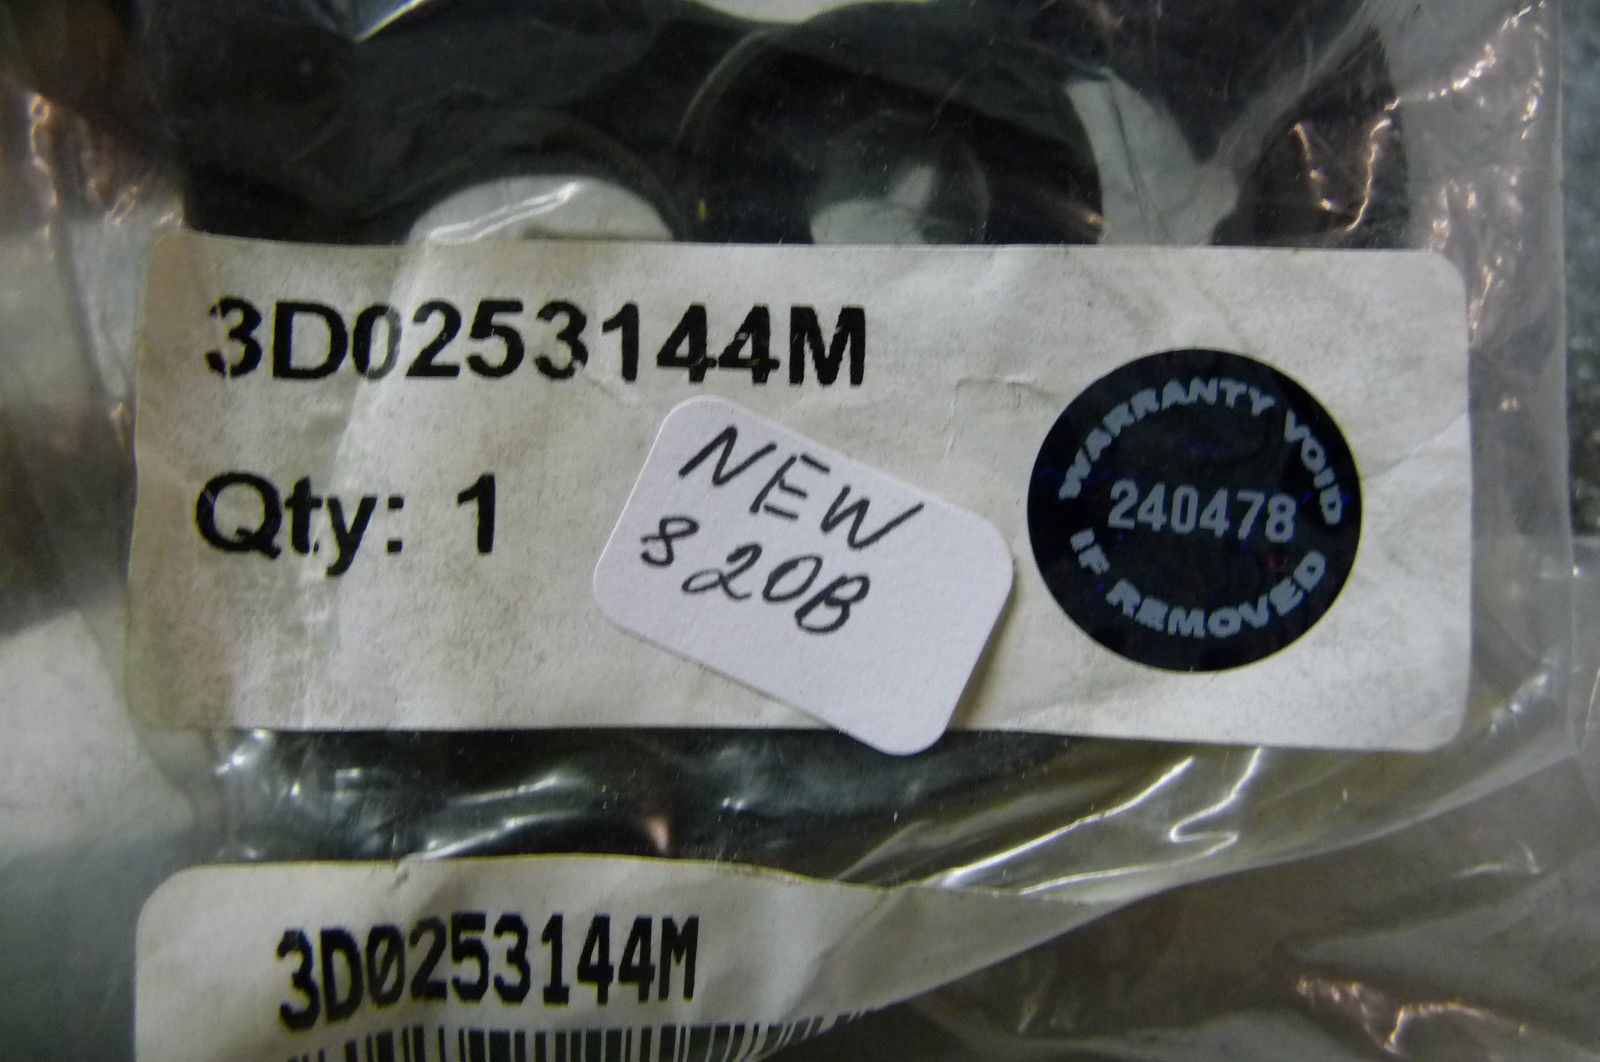 3D0253144M
Qty: 1
NEW
820B
WARRANTY VOID
240478
IF REMOVED
3D0253144M